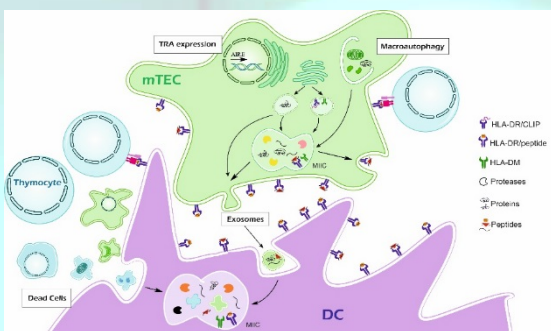 TRA expression
Macroautophagy
AIRE
mTEC
HLA-DR/CLIP
HLA-DR/peptide
HLA-DM
Proteases
Proteins
Peptides
MIIC
Thymocyte
Exosomes
Dead Cells
MIIC
DC